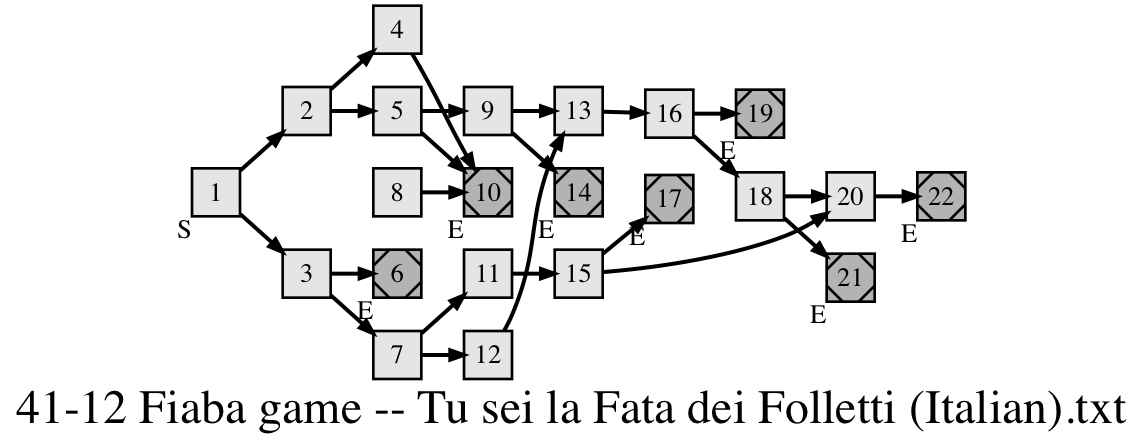 4
2 5 9 13 16 19
E
1 8 10 14 17 18 20 22
S E E E E
3 6 11 15 21
E E
7 12
41-12 Fiaba game -- Tu sei la Fata dei Folletti (Italian).txt